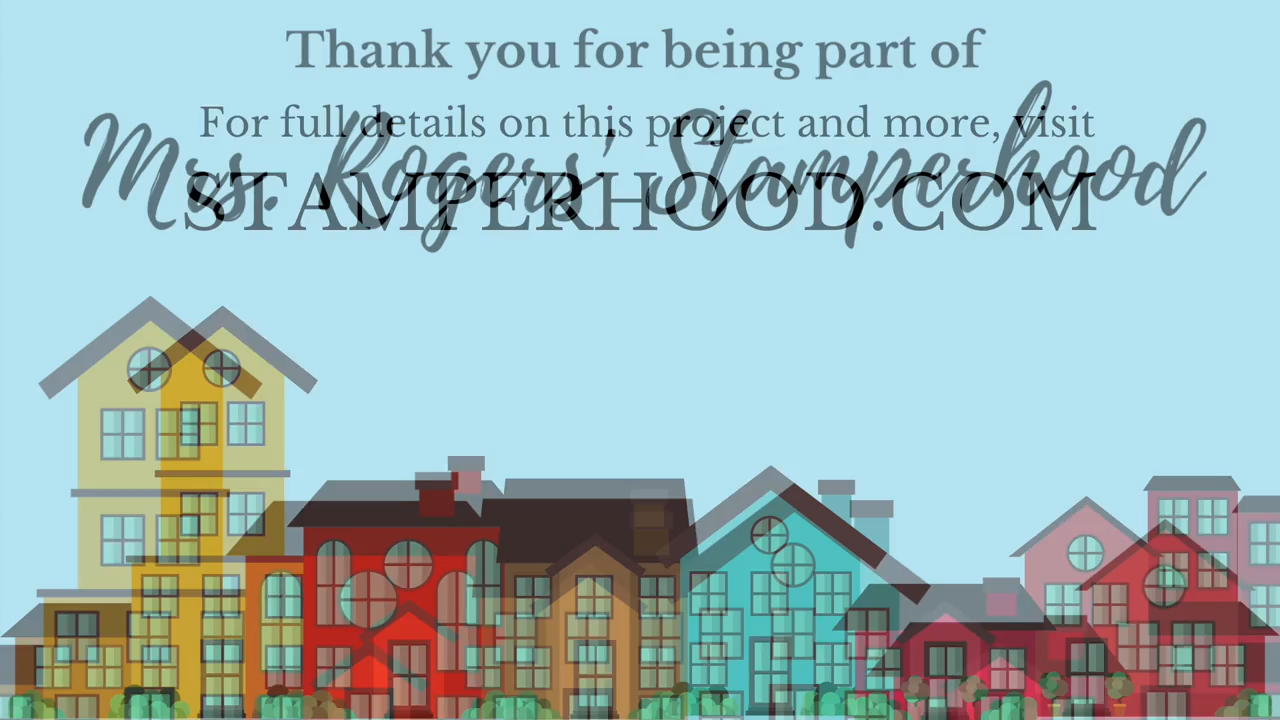 Thank you for being part of
For full details on this project and more, visit
Mrs. Rogers' Stamperhood
STAMPERHOOD.COM